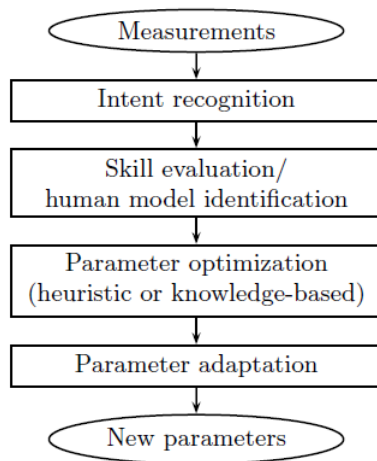 Measurements
Intent recognition
Skill evaluation/
human model identification
Parameter optimization
(heuristic or knowledge-based)
Parameter adaptation
New parameters